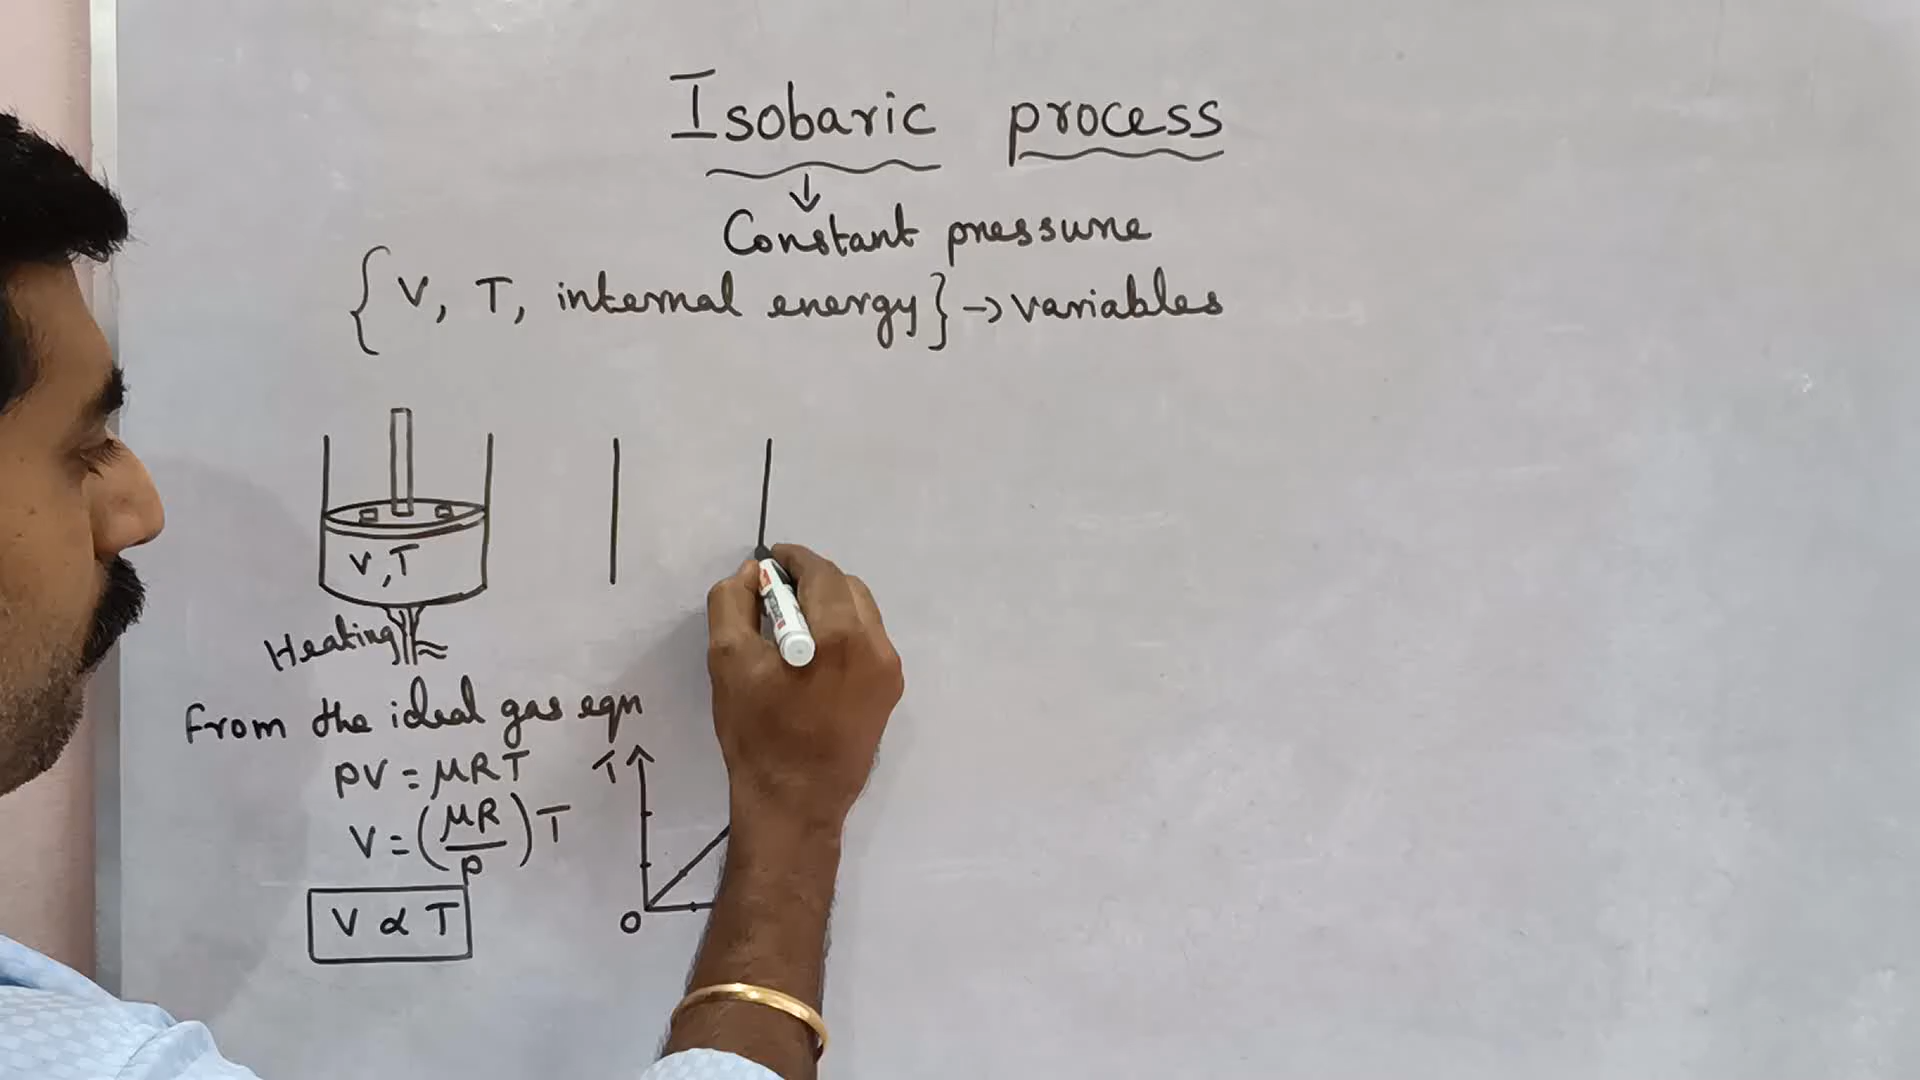 Isobaric process
↓
Constant pressure
{V, T, internal energy} → variables
V, T
Heating
From the ideal gas eqn
PV = μRT
V = (μR/P) T
V ∝ T
T
O